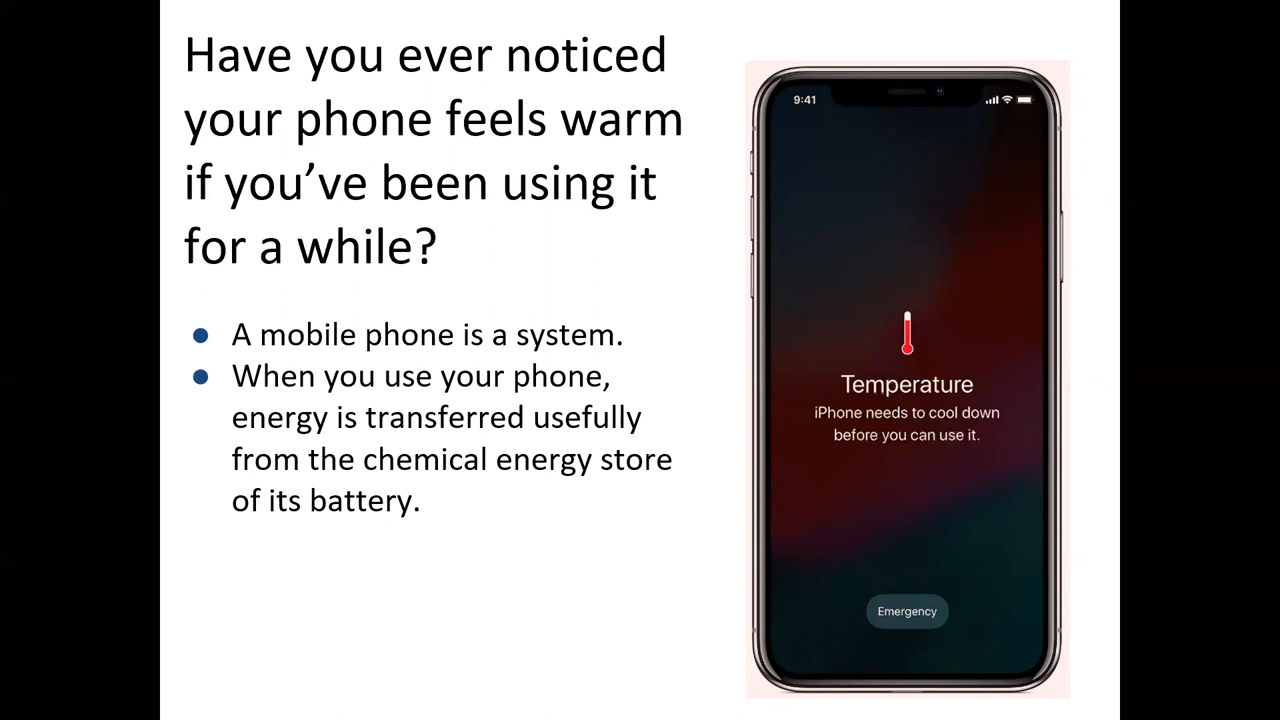 Have you ever noticed
your phone feels warm
if you’ve been using it
for a while?
● A mobile phone is a system.
● When you use your phone,
energy is transferred usefully
from the chemical energy store
of its battery.
9:41
Temperature
iPhone needs to cool down
before you can use it.
Emergency